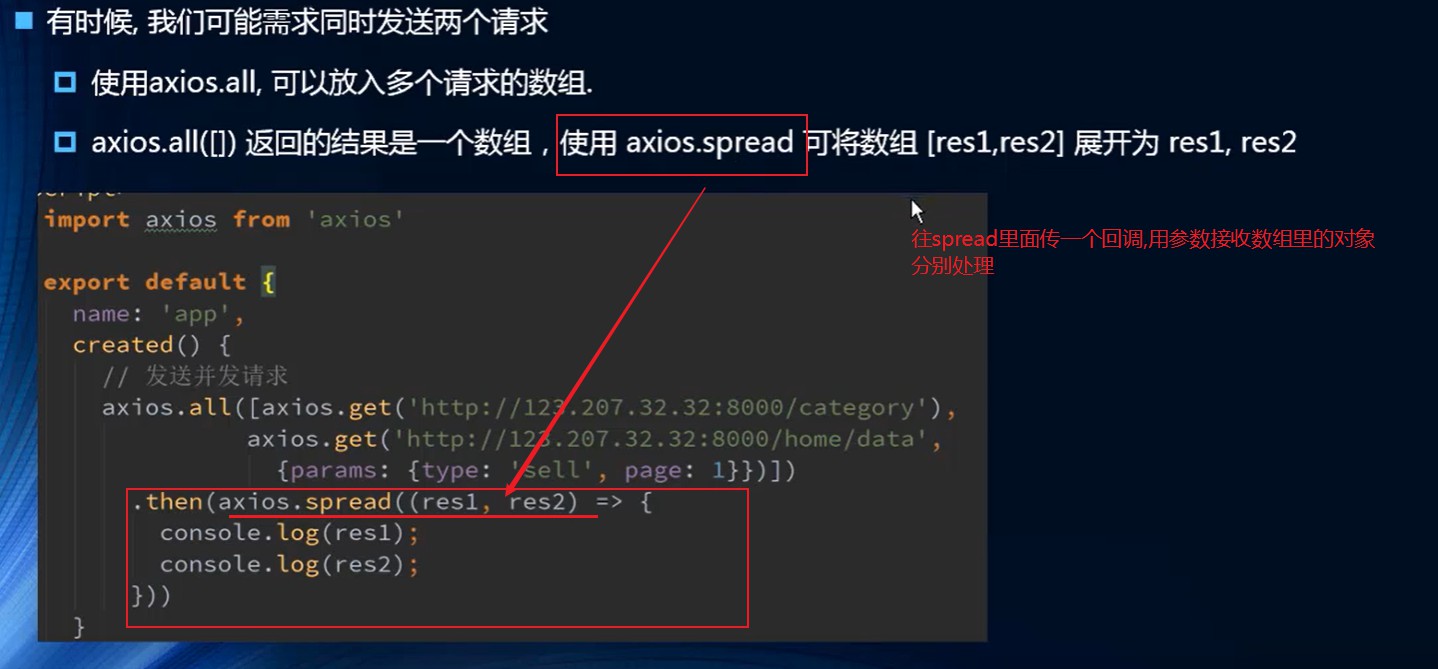 有时候, 我们可能需求同时发送两个请求
使用axios.all, 可以放入多个请求的数组.
axios.all([]) 返回的结果是一个数组，使用 axios.spread 可将数组 [res1,res2] 展开为 res1, res2
往spread里面传一个回调,用参数接收数组里的对象
分别处理
import axios from 'axios'
export default {
name: 'app',
created() {
// 发送并发请求
axios.all([axios.get('http://123.207.32.32:8000/category'),
axios.get('http://123.207.32.32:8000/home/data',
{params: {type: 'sell', page: 1}})])
.then(axios.spread((res1, res2) => {
console.log(res1);
console.log(res2);
}))
}